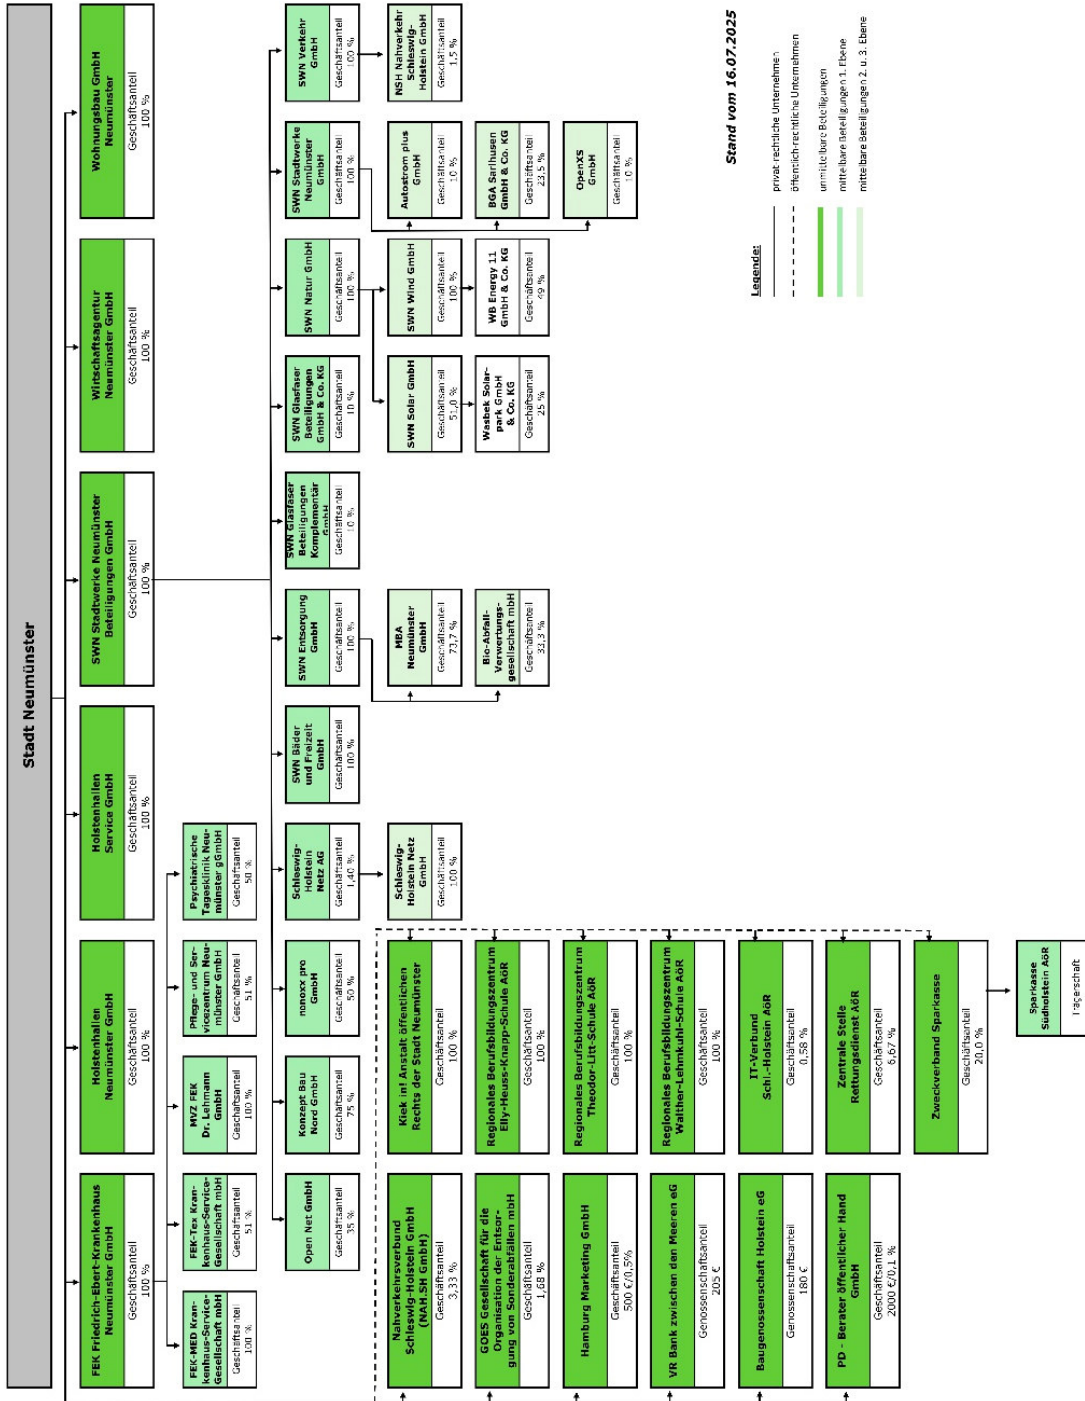 Stadt Neumünster
FEK Friedrich-Ebert-Krankenhaus
Neumünster GmbH
Geschäftsanteil
100 %
Holstenhallen
Neumünster GmbH
Geschäftsanteil
100 %
Holstenhallen
Service GmbH
Geschäftsanteil
100 %
SWN Stadtwerke Neumünster
Beteiligungen GmbH
Geschäftsanteil
100 %
Wirtschaftsagentur
Neumünster GmbH
Geschäftsanteil
100 %
Wohnungsbau GmbH
Neumünster
Geschäftsanteil
100 %
FEK-MED Kran-
kenhaus-Service-
Gesellschaft mbH
Geschäftsanteil
100 %
FEK-Tex Kran-
kenhaus-Service-
Gesellschaft mbH
Geschäftsanteil
51 %
MVZ FEK
Dr. Lehmann
GmbH
Geschäftsanteil
100 %
Pflege- und Ser-
vicezentrum Neu-
münster GmbH
Geschäftsanteil
51 %
Psychiatrische
Tagesklinik Neu-
münster gGmbH
Geschäftsanteil
50 %
Open Net GmbH
Geschäftsanteil
35 %
Konzept Bau
Nord GmbH
Geschäftsanteil
75 %
nonoxx pro
GmbH
Geschäftsanteil
50 %
Schleswig-
Holstein
Netz AG
Geschäftsanteil
1,40 %
SWN Bäder
und Freizeit
GmbH
Geschäftsanteil
100 %
SWN Entsorgung
GmbH
Geschäftsanteil
100 %
SWN Glasfaser
Beteiligungen
Komplementär
GmbH
Geschäftsanteil
10 %
SWN Glasfaser
Beteiligungen
GmbH & Co. KG
Geschäftsanteil
10 %
SWN Natur GmbH
Geschäftsanteil
100 %
SWN Stadtwerke
Neumünster
GmbH
Geschäftsanteil
100 %
SWN Verkehr
GmbH
Geschäftsanteil
100 %
Schleswig-
Holstein Netz
GmbH
Geschäftsanteil
100 %
MBA
Neumünster
GmbH
Geschäftsanteil
73,7 %
SWN Solar GmbH
Geschäftsanteil
51,0 %
SWN Wind GmbH
Geschäftsanteil
100 %
Autostrom plus
GmbH
Geschäftsanteil
10 %
NSH Nahverkehr
Schleswig-
Holstein GmbH
Geschäftsanteil
1,5 %
Bio-Abfall-
Verwertungs-
gesellschaft mbH
Geschäftsanteil
33,3 %
Wasbek Solar-
park GmbH
& Co. KG
Geschäftsanteil
25 %
WB Energy 11
GmbH & Co. KG
Geschäftsanteil
49 %
BGA Sarlhusen
GmbH & Co. KG
Geschäftsanteil
23,5 %
OpenXS
GmbH
Geschäftsanteil
10 %
Nahverkehrsverbund
Schleswig-Holstein GmbH
(NAH.SH GmbH)
Geschäftsanteil
3,33 %
Kiek in! Anstalt öffentlichen
Rechts der Stadt Neumünster
Geschäftsanteil
100 %
GOES Gesellschaft für die
Organisation der Entsor-
gung von Sonderabfällen mbH
Geschäftsanteil
1,68 %
Regionales Berufsbildungszentrum
Elly-Heuss-Knapp-Schule AöR
Geschäftsanteil
100 %
Hamburg Marketing GmbH
Geschäftsanteil
500 €/0,5%
Regionales Berufsbildungszentrum
Theodor-Litt-Schule AöR
Geschäftsanteil
100 %
VR Bank zwischen den Meeren eG
Genossenschaftsanteil
205 €
Regionales Berufsbildungszentrum
Walther-Lehmkuhl-Schule AöR
Geschäftsanteil
100 %
Baugenossenschaft Holstein eG
Genossenschaftsanteil
180 €
IT-Verbund
Schl.-Holstein AöR
Geschäftsanteil
0,58 %
PD - Berater öffentlicher Hand
GmbH
Geschäftsanteil
2000 €/0,1 %
Zentrale Stelle
Rettungsdienst AöR
Geschäftsanteil
6,67 %
Zweckverband Sparkasse
Geschäftsanteil
20,0 %
Sparkasse
Südholstein AöR
Trägerschaft
Stand vom 16.07.2025
Legende:
privat-rechtliche Unternehmen
öffentlich-rechtliche Unternehmen
unmittelbare Beteiligungen
mittelbare Beteiligungen 1. Ebene
mittelbare Beteiligungen 2. u. 3. Ebene